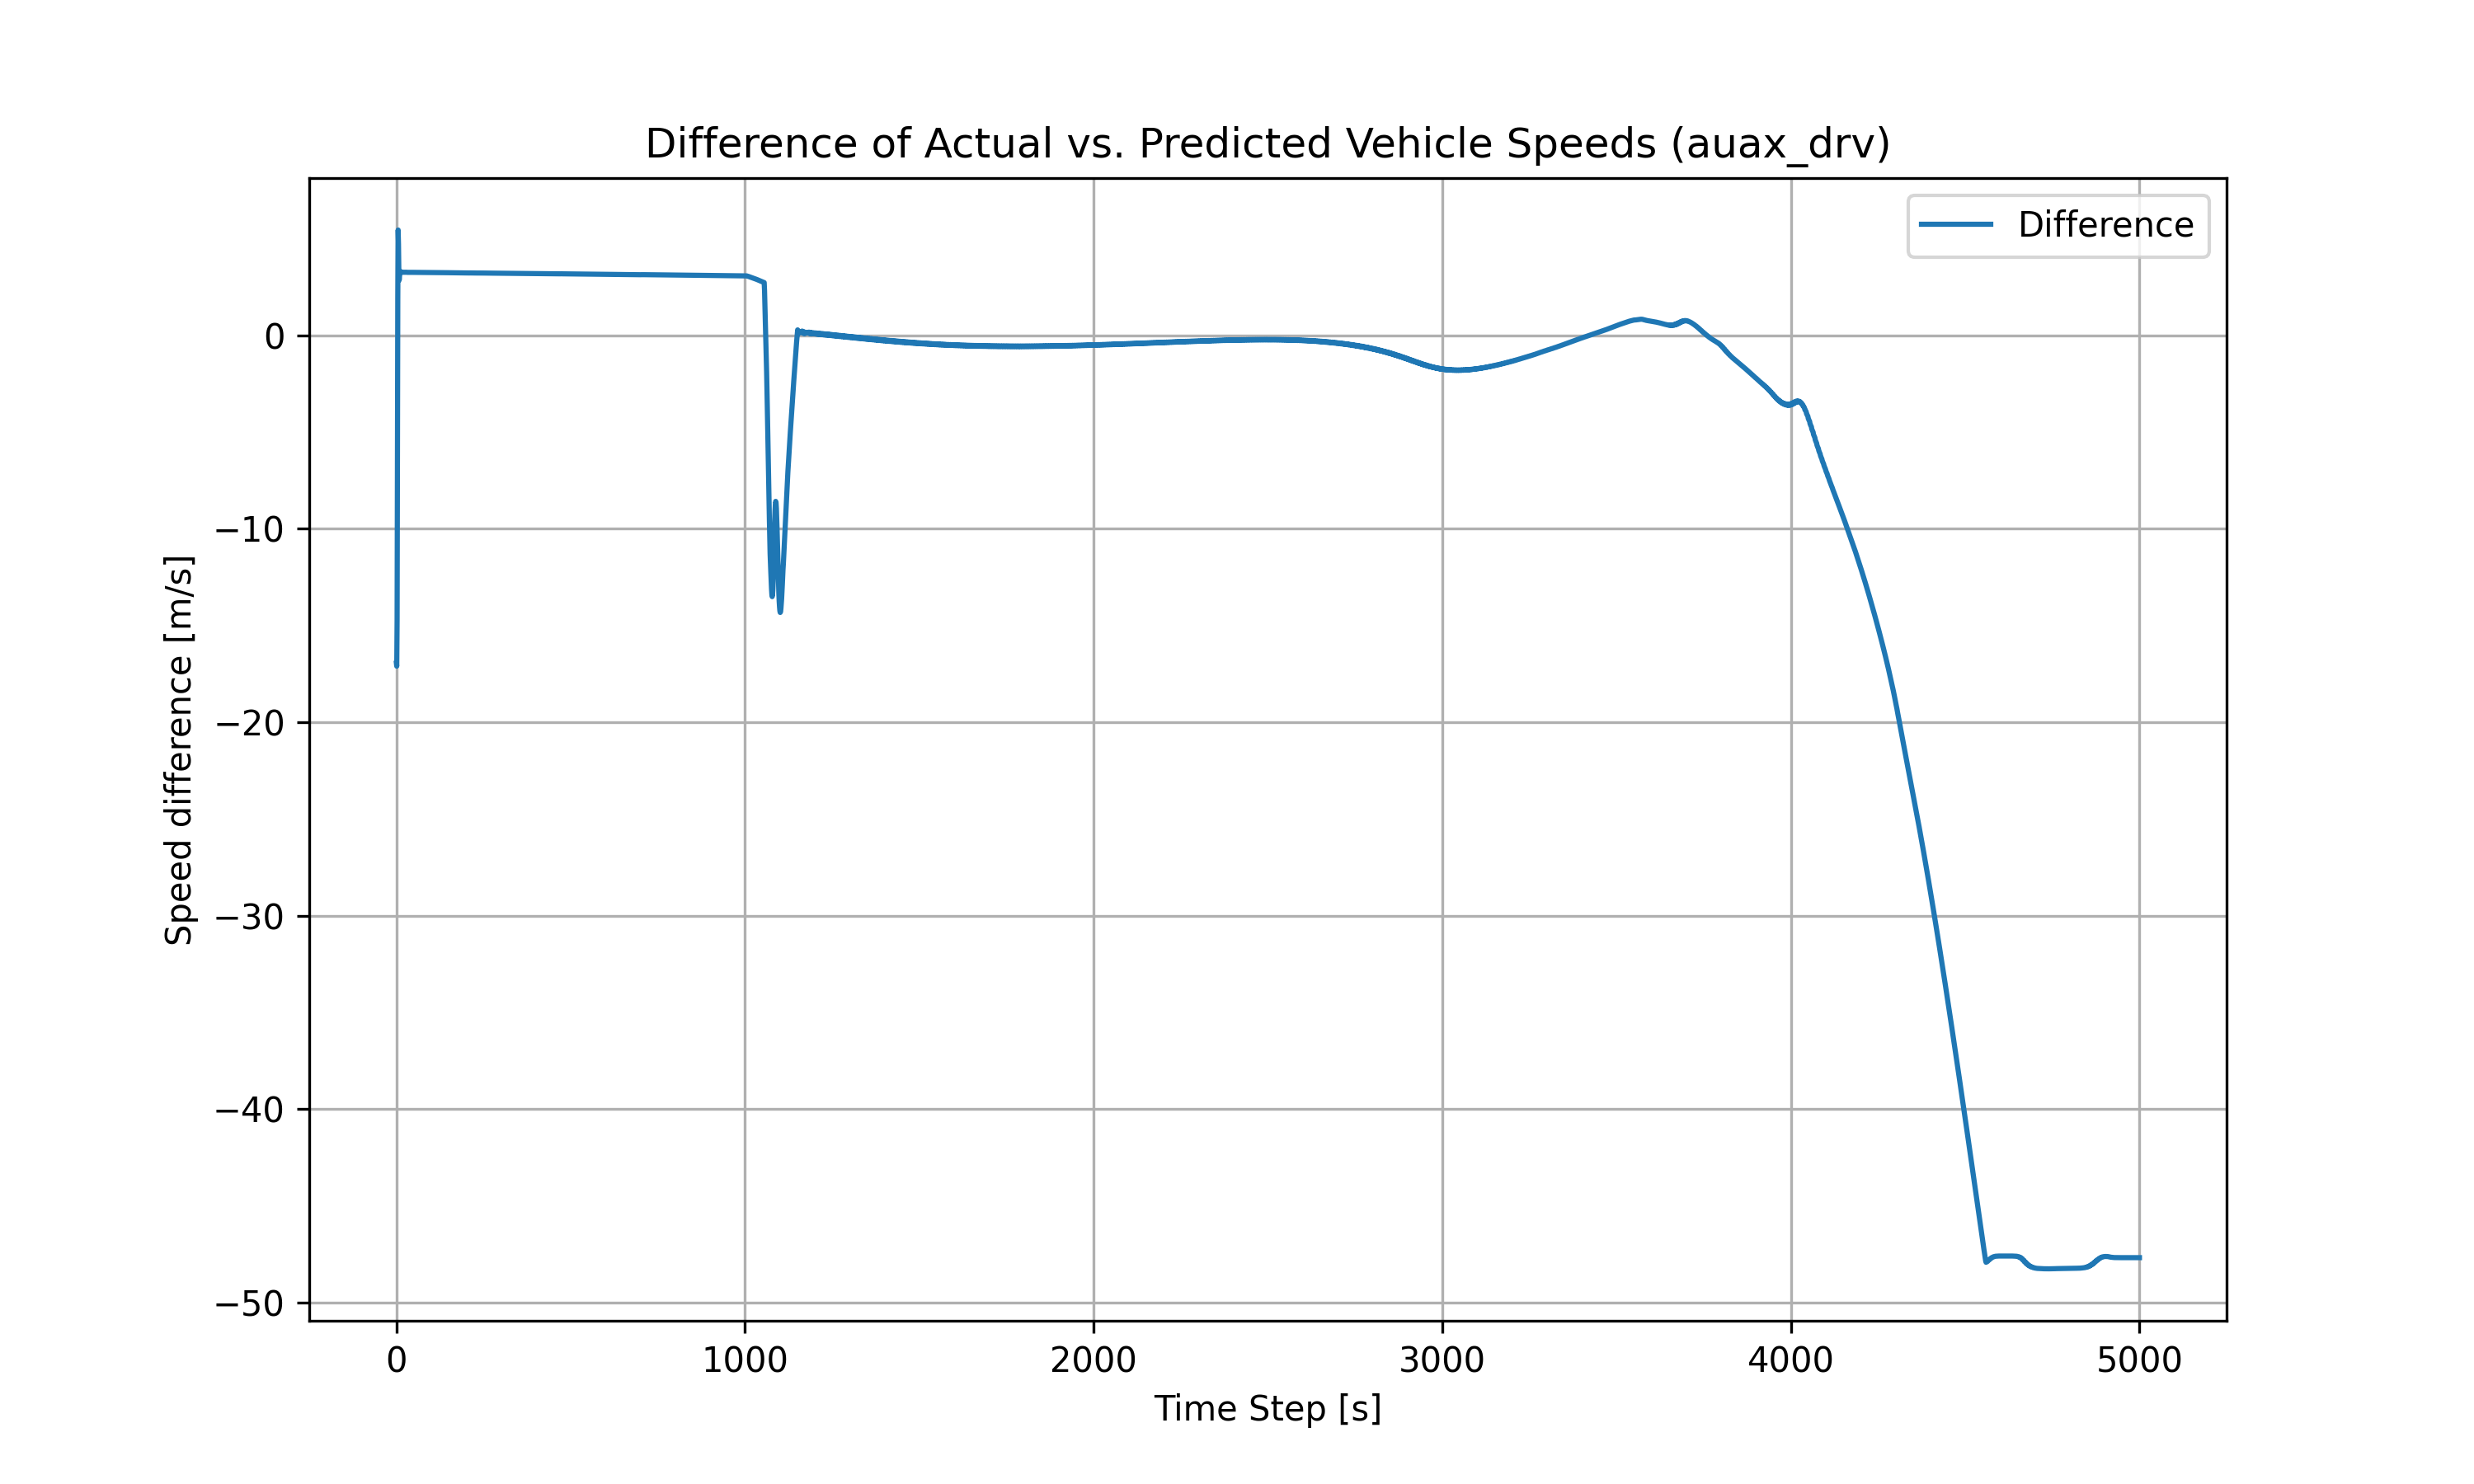 Difference of Actual vs. Predicted Vehicle Speeds (auax_drv)
Difference
Speed difference [m/s]
0
−10
−20
−30
−40
−50
0 1000 2000 3000 4000 5000
Time Step [s]